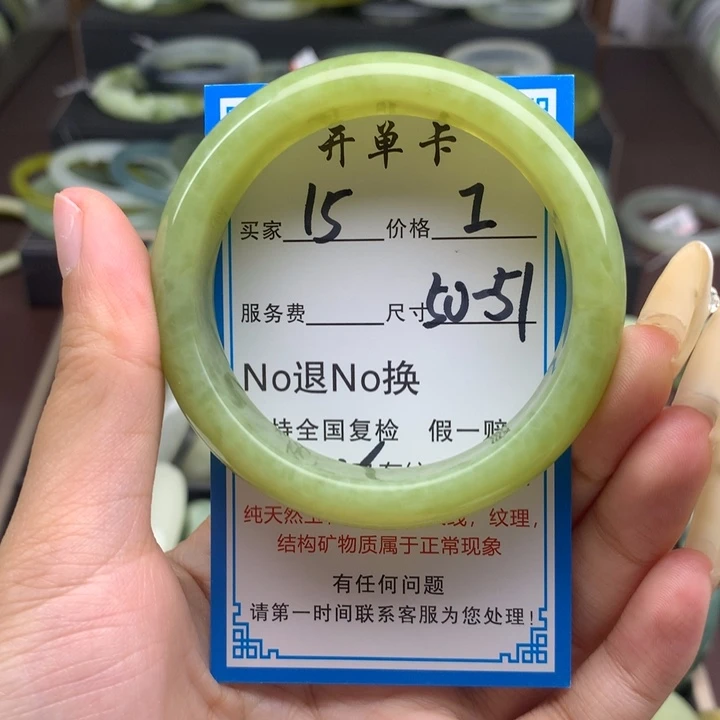 开单卡
买家 15 价格 1
服务费 尺寸 50-51
No退No换
持全国复检 假一赔
纯天然 纹理，
结构矿物质属于正常现象
有任何问题
请第一时间联系客服为您处理！